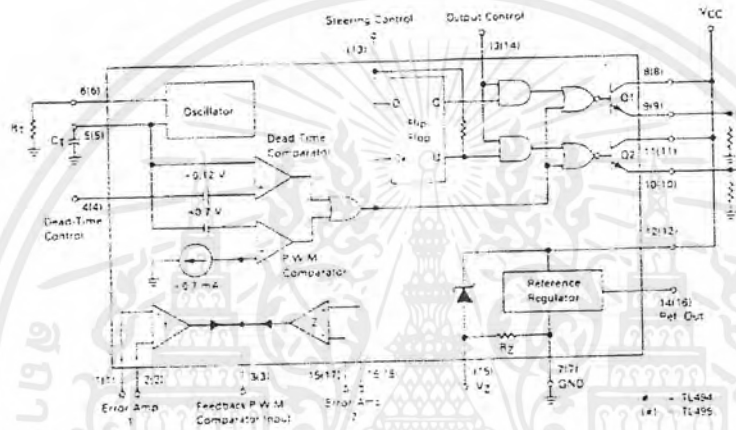 Steering Control
Output Control
VCC
(13)
13(14)
8(8)
6(6)
Oscillator
Q
Q1
9(9)
RT
5(5)
CT
Flip
Flop
Dead Time
Comparator
11(11)
+0.12 V
Q2
10(10)
4(4)
+0.7 V
Dead-Time
Control
12(12)
P.W.M
Comparator
0.7 mA
Reference
Regulator
14(16)
Ref. Out
1
2
RZ
1(1)
2(2)
3(3)
15(17)
(15)
7(7)
VZ
GND
Error Amp
1
Feedback P.W.M
Comparator Input
Error Amp
2
# - TL494
(#) - TL495